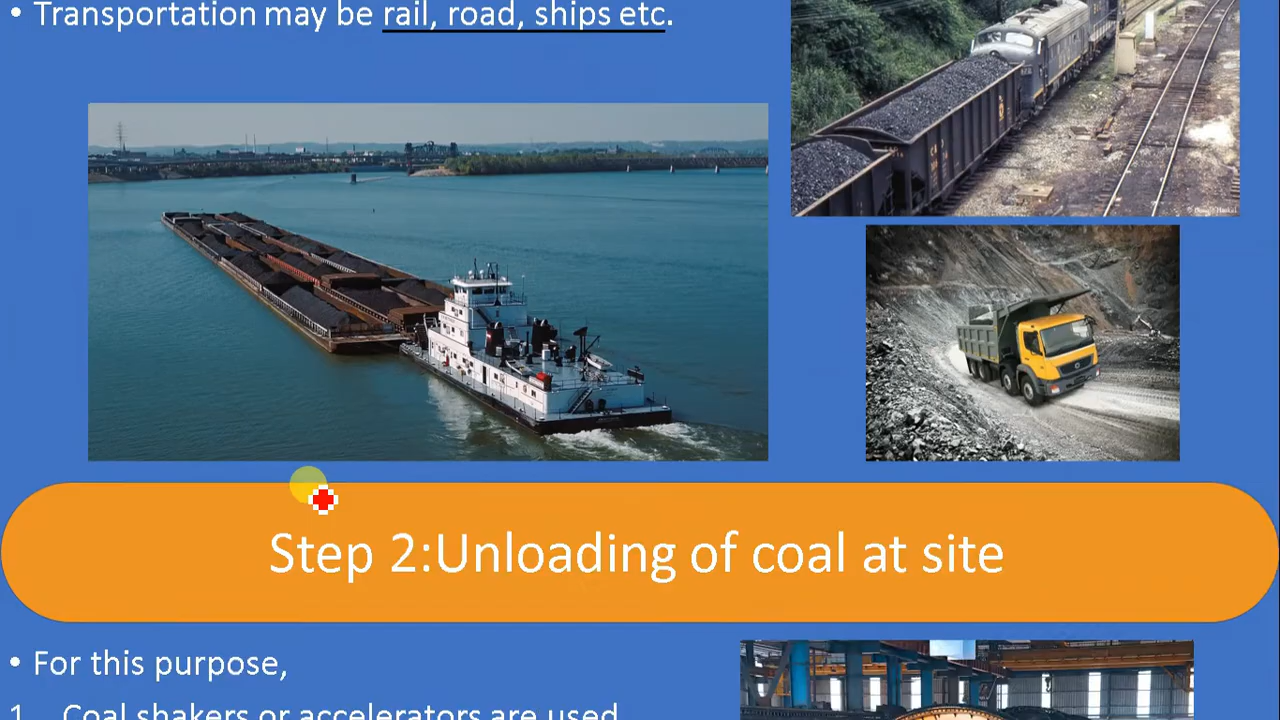 • Transportation may be rail, road, ships etc.
Step 2:Unloading of coal at site
• For this purpose,
1. Coal shakers or accelerators are used